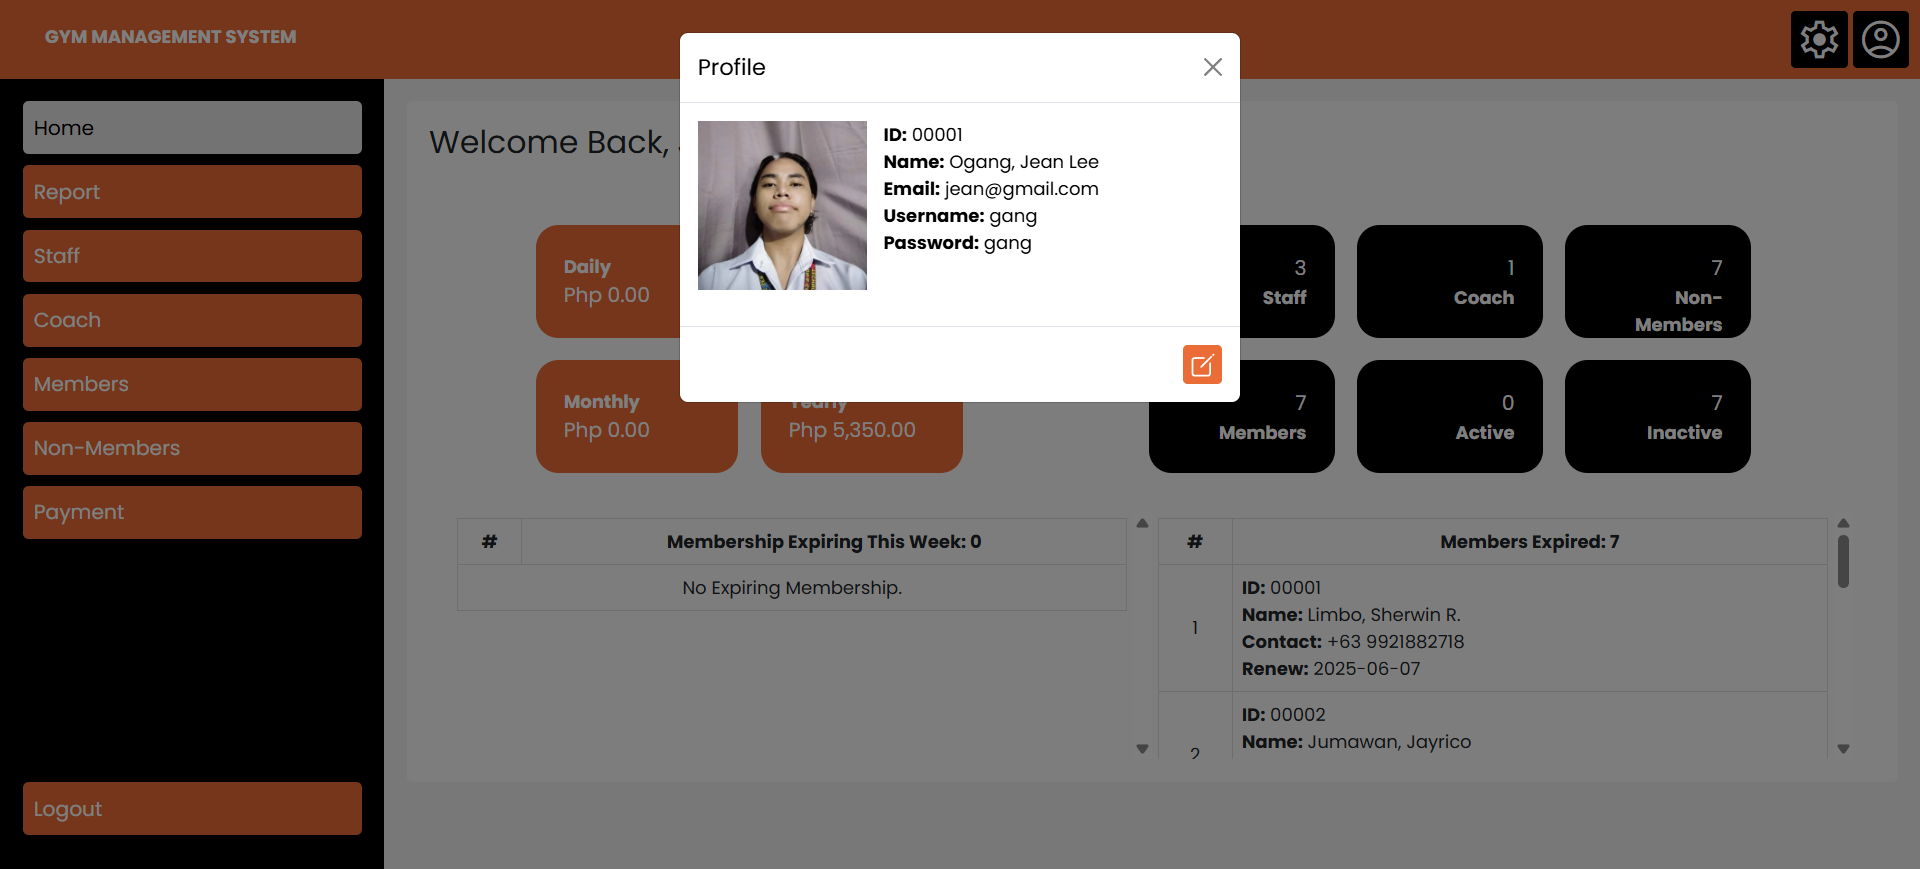 GYM MANAGEMENT SYSTEM
Profile
Home
Report
Staff
Coach
Members
Non-Members
Payment
Logout
Welcome Back,
ID: 00001
Name: Ogang, Jean Lee
Email: jean@gmail.com
Username: gang
Password: gang
Daily
Php 0.00
Monthly
Php 0.00
Yearly
Php 5,350.00
3
Staff
1
Coach
7
Non-
Members
7
Members
0
Active
7
Inactive
# Membership Expiring This Week: 0
No Expiring Membership.
# Members Expired: 7
1
ID: 00001
Name: Limbo, Sherwin R.
Contact: +63 9921882718
Renew: 2025-06-07
2
ID: 00002
Name: Jumawan, Jayrico